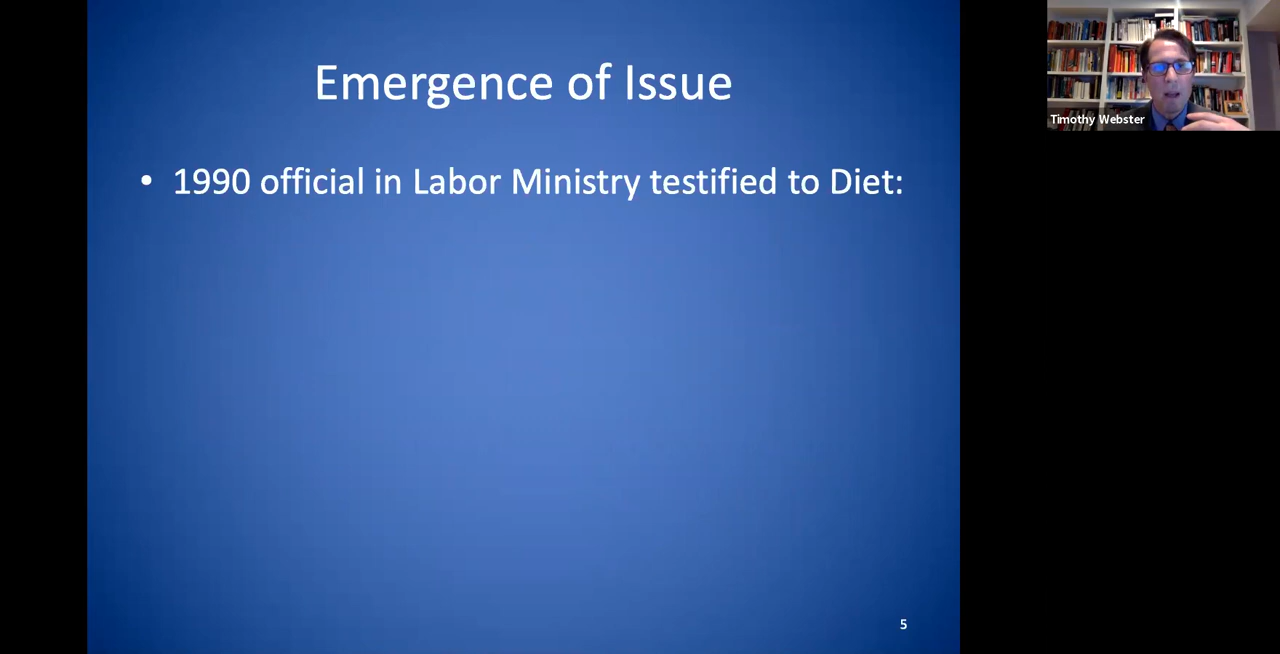 Emergence of Issue
• 1990 official in Labor Ministry testified to Diet:
5
Timothy Webster